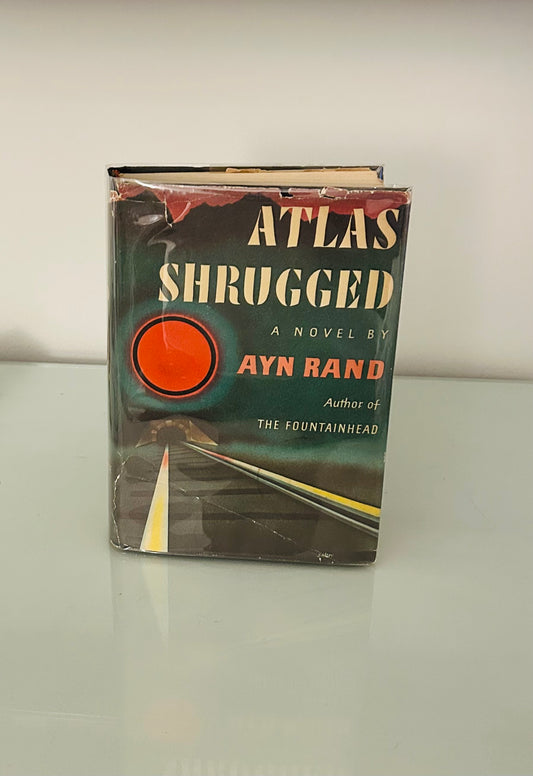 ATLAS
SHRUGGED
A NOVEL BY
AYN RAND
Author of
THE FOUNTAINHEAD